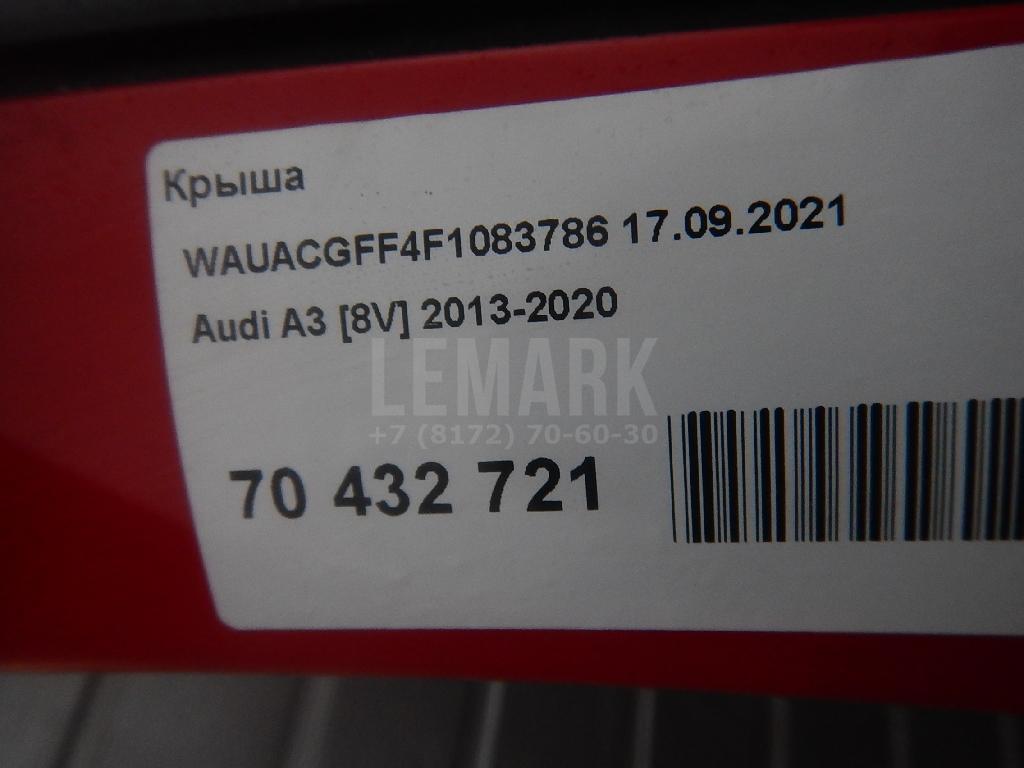 Крыша
WAUACGFF4F1083786 17.09.2021
Audi A3 [8V] 2013-2020
LEMARK
+7 (8172) 70-60-30
70 432 721